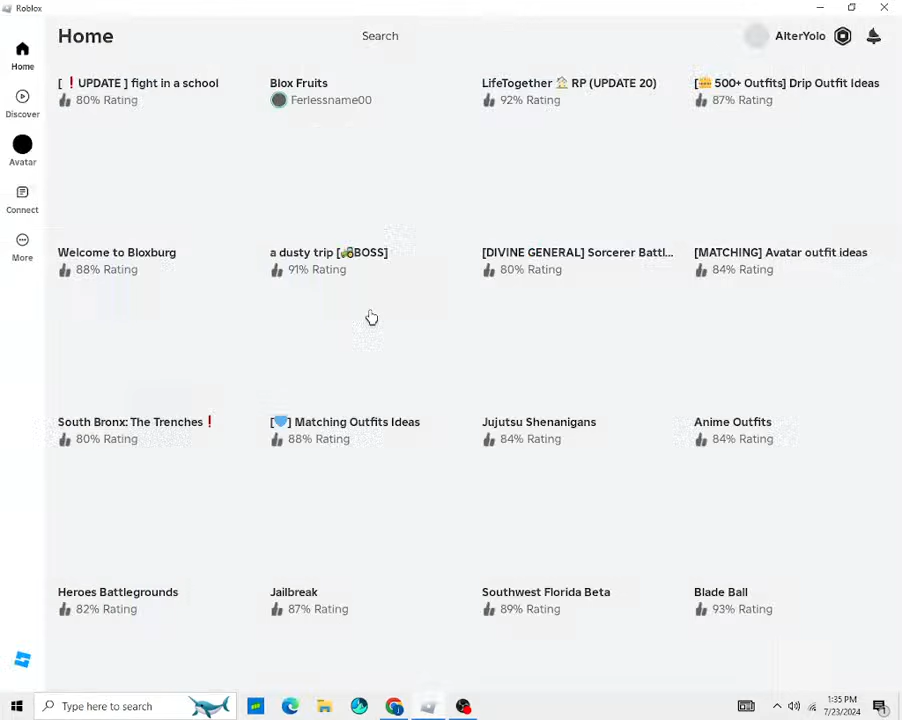 Roblox
Home
Search
AlterYolo
Home
Discover
Avatar
Connect
More
[❗UPDATE ] fight in a school
80% Rating
Blox Fruits
Ferlessname00
LifeTogether 🏠 RP (UPDATE 20)
92% Rating
[👑 500+ Outfits] Drip Outfit Ideas
87% Rating
Welcome to Bloxburg
88% Rating
a dusty trip [🚜BOSS]
91% Rating
[DIVINE GENERAL] Sorcerer Battl...
80% Rating
[MATCHING] Avatar outfit ideas
84% Rating
South Bronx: The Trenches❗
80% Rating
[💙] Matching Outfits Ideas
88% Rating
Jujutsu Shenanigans
84% Rating
Anime Outfits
84% Rating
Heroes Battlegrounds
82% Rating
Jailbreak
87% Rating
Southwest Florida Beta
89% Rating
Blade Ball
93% Rating
Type here to search
1:35 PM
7/23/2024